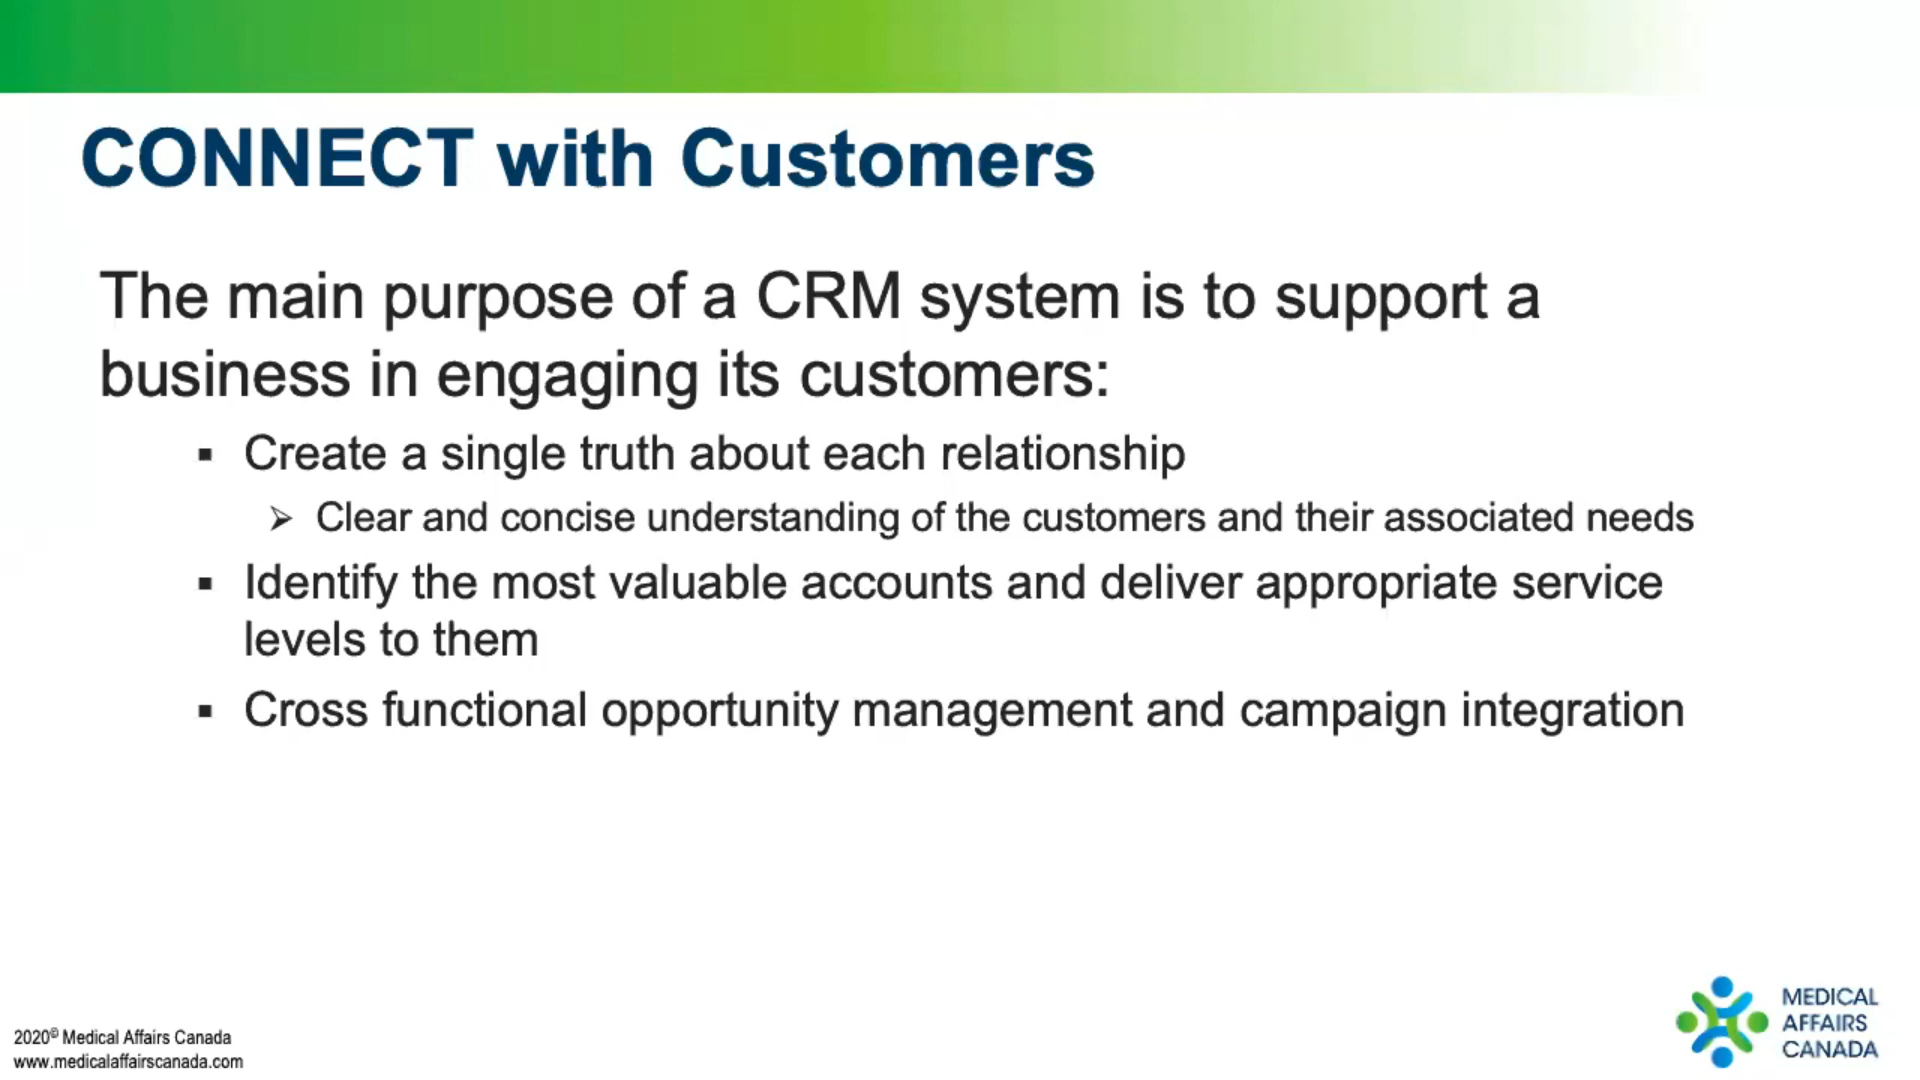 CONNECT with Customers
The main purpose of a CRM system is to support a
business in engaging its customers:
▪ Create a single truth about each relationship
➢ Clear and concise understanding of the customers and their associated needs
▪ Identify the most valuable accounts and deliver appropriate service
levels to them
▪ Cross functional opportunity management and campaign integration
2020© Medical Affairs Canada
www.medicalaffairscanada.com
MEDICAL
AFFAIRS
CANADA